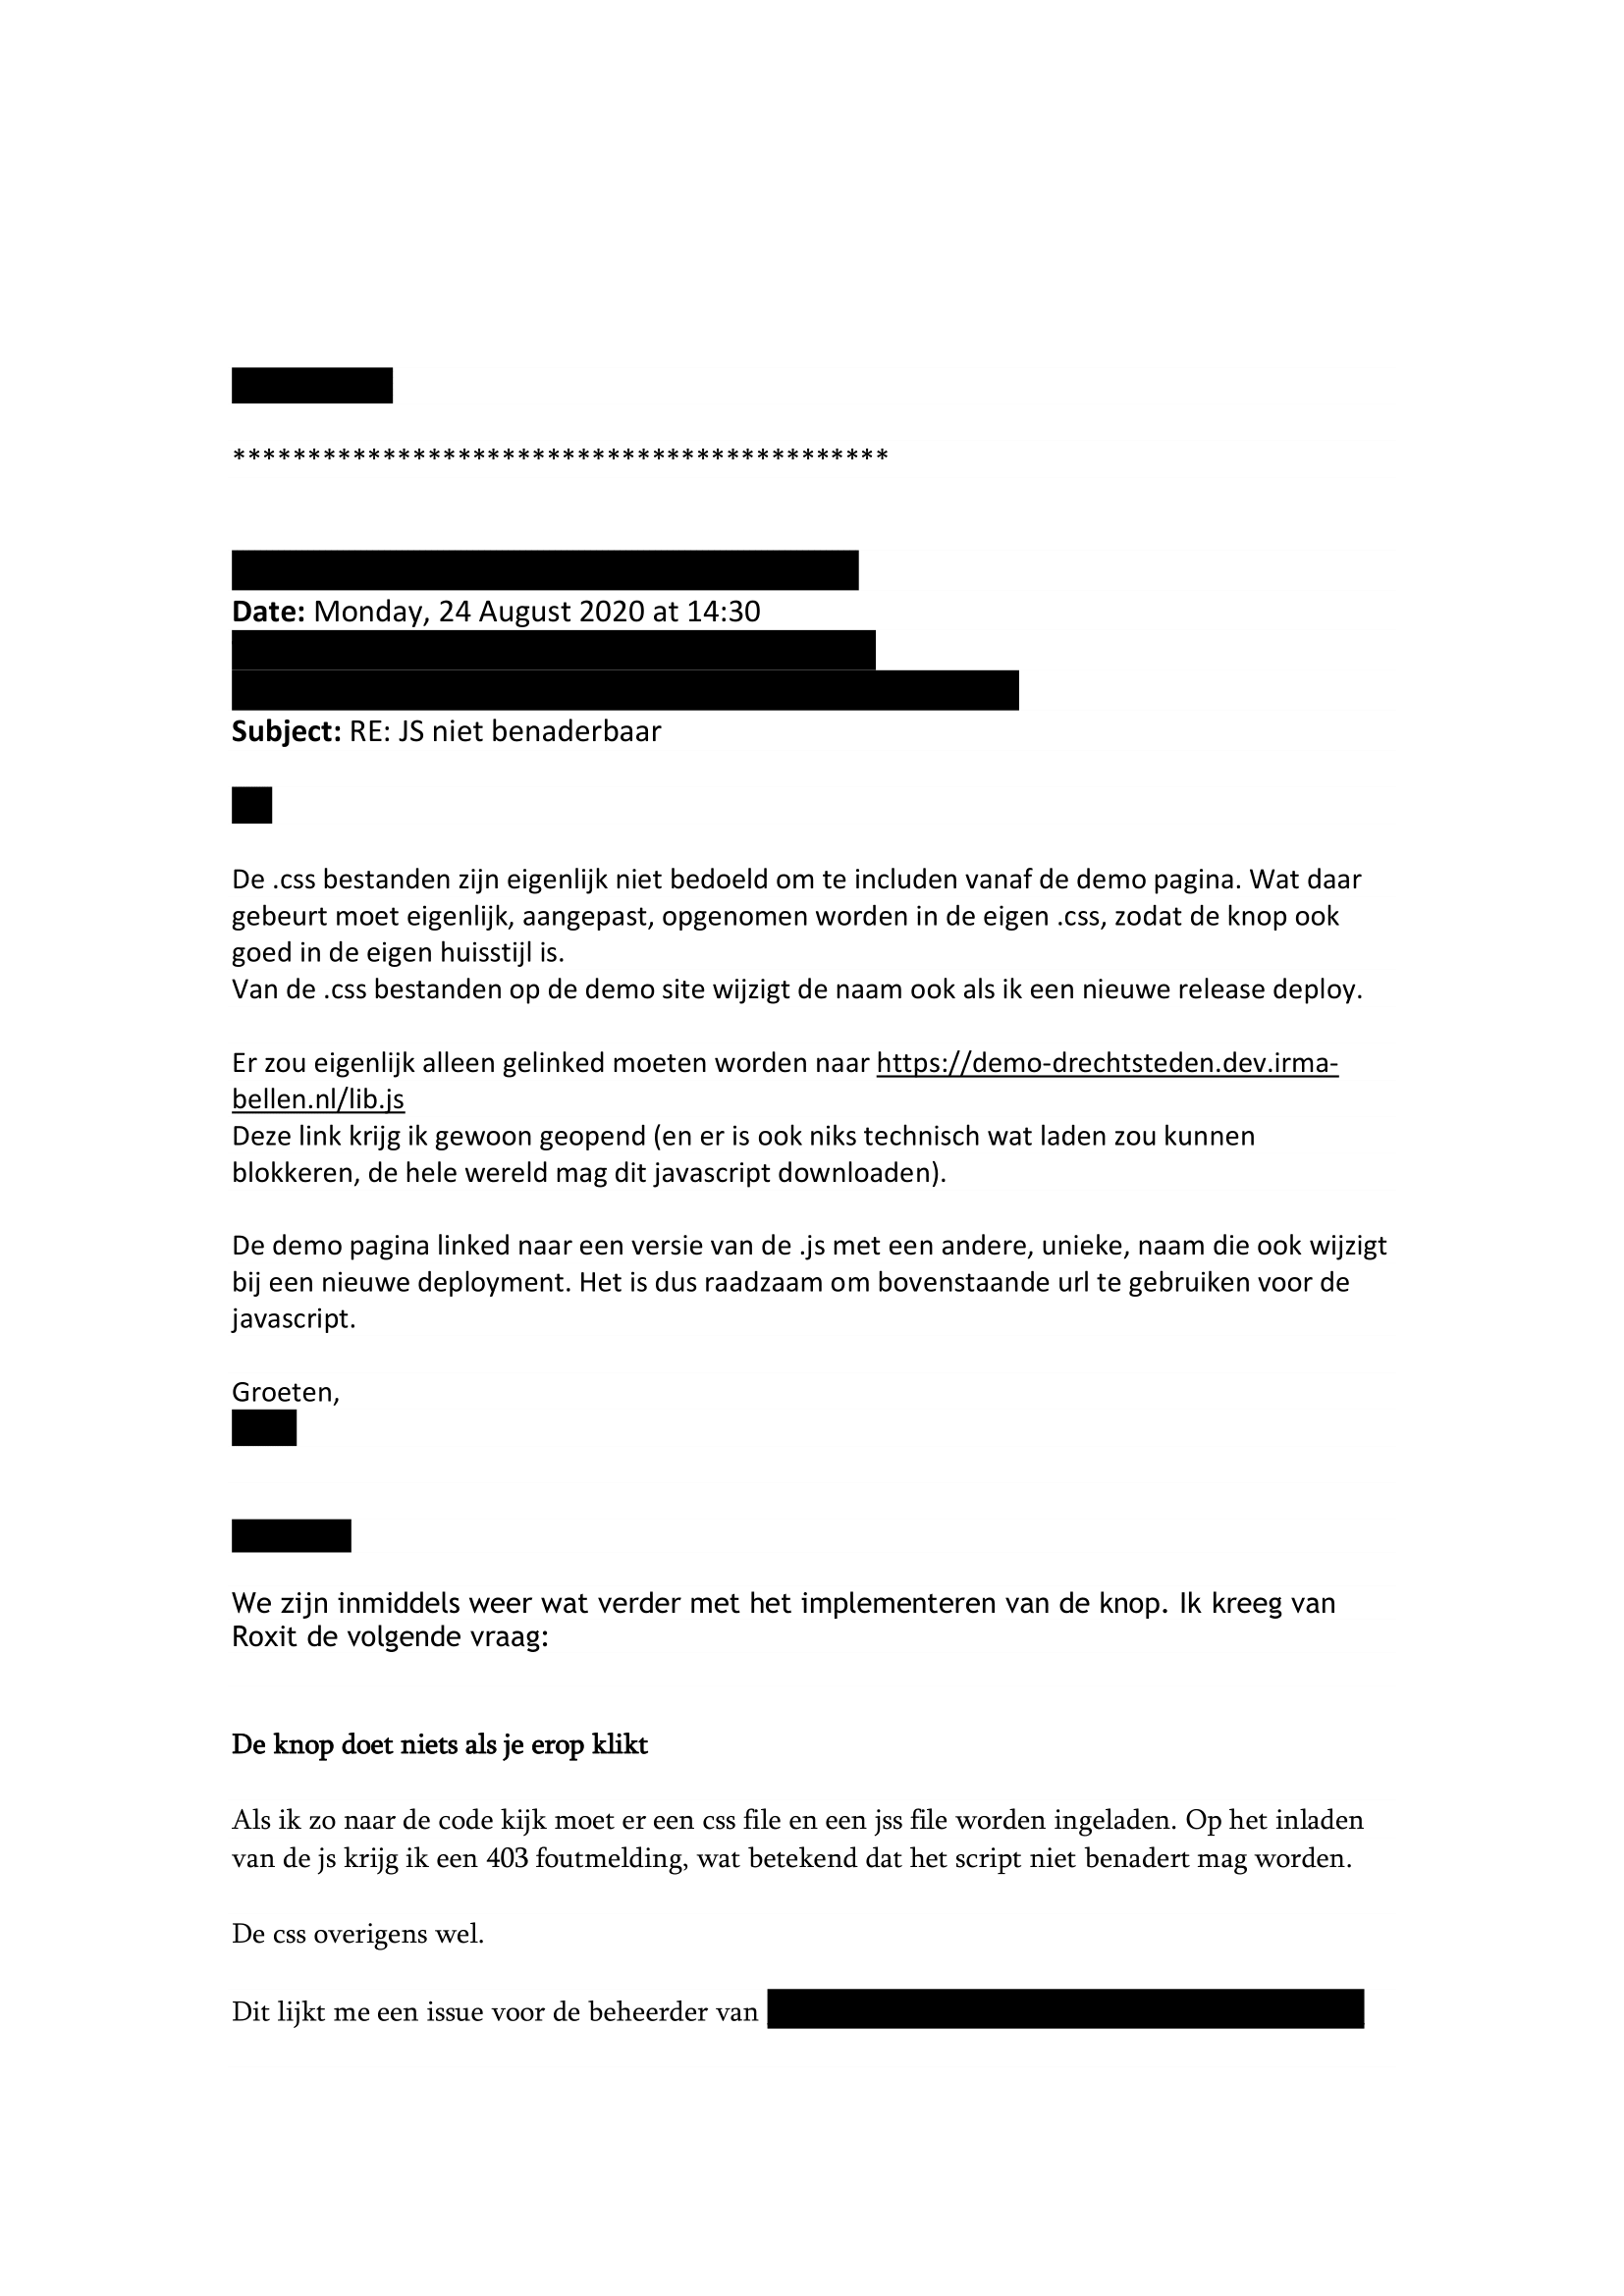 ********************************************
Date: Monday, 24 August 2020 at 14:30
Subject: RE: JS niet benaderbaar
De .css bestanden zijn eigenlijk niet bedoeld om te includen vanaf de demo pagina. Wat daar
gebeurt moet eigenlijk, aangepast, opgenomen worden in de eigen .css, zodat de knop ook
goed in de eigen huisstijl is.
Van de .css bestanden op de demo site wijzigt de naam ook als ik een nieuwe release deploy.
Er zou eigenlijk alleen gelinked moeten worden naar https://demo-drechtsteden.dev.irma-
bellen.nl/lib.js
Deze link krijg ik gewoon geopend (en er is ook niks technisch wat laden zou kunnen
blokkeren, de hele wereld mag dit javascript downloaden).
De demo pagina linked naar een versie van de .js met een andere, unieke, naam die ook wijzigt
bij een nieuwe deployment. Het is dus raadzaam om bovenstaande url te gebruiken voor de
javascript.
Groeten,
We zijn inmiddels weer wat verder met het implementeren van de knop. Ik kreeg van
Roxit de volgende vraag:
De knop doet niets als je erop klikt
Als ik zo naar de code kijk moet er een css file en een jss file worden ingeladen. Op het inladen
van de js krijg ik een 403 foutmelding, wat betekend dat het script niet benadert mag worden.
De css overigens wel.
Dit lijkt me een issue voor de beheerder van